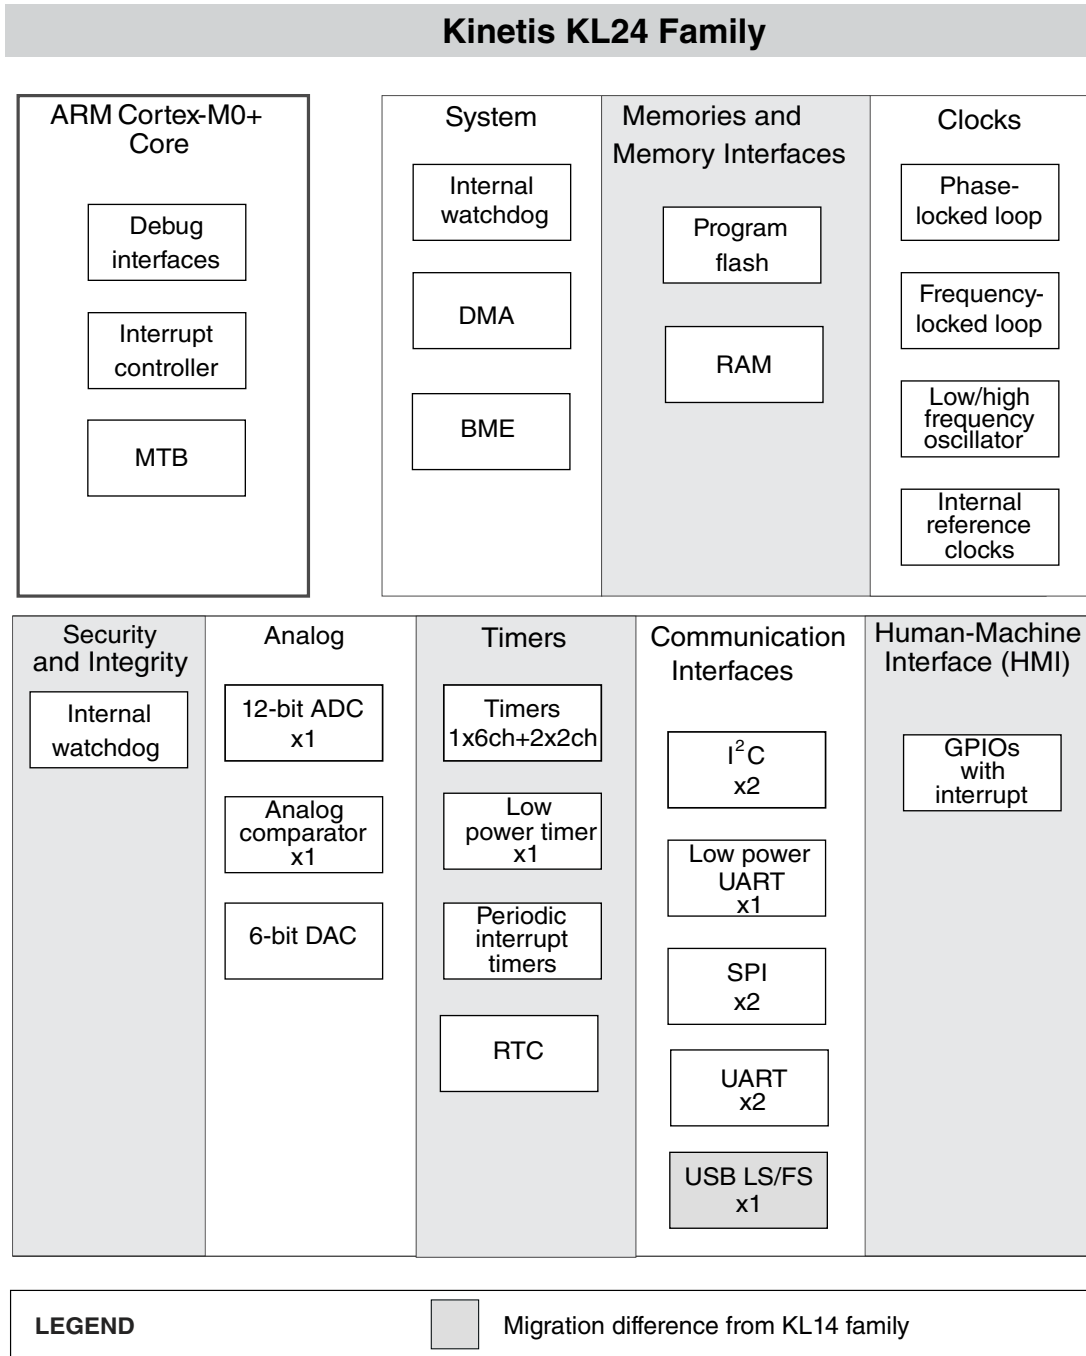 Kinetis KL24 Family
ARM Cortex-M0+
Core
Debug
interfaces
Interrupt
controller
MTB
System
Internal
watchdog
DMA
BME
Memories and
Memory Interfaces
Program
flash
RAM
Clocks
Phase-
locked loop
Frequency-
locked loop
Low/high
frequency
oscillator
Internal
reference
clocks
Security
and Integrity
Internal
watchdog
Analog
12-bit ADC
x1
Analog
comparator
x1
6-bit DAC
Timers
Timers
1x6ch+2x2ch
Low
power timer
x1
Periodic
interrupt
timers
RTC
Communication
Interfaces
I²C
x2
Low power
UART
x1
SPI
x2
UART
x2
USB LS/FS
x1
Human-Machine
Interface (HMI)
GPIOs
with
interrupt
LEGEND
Migration difference from KL14 family